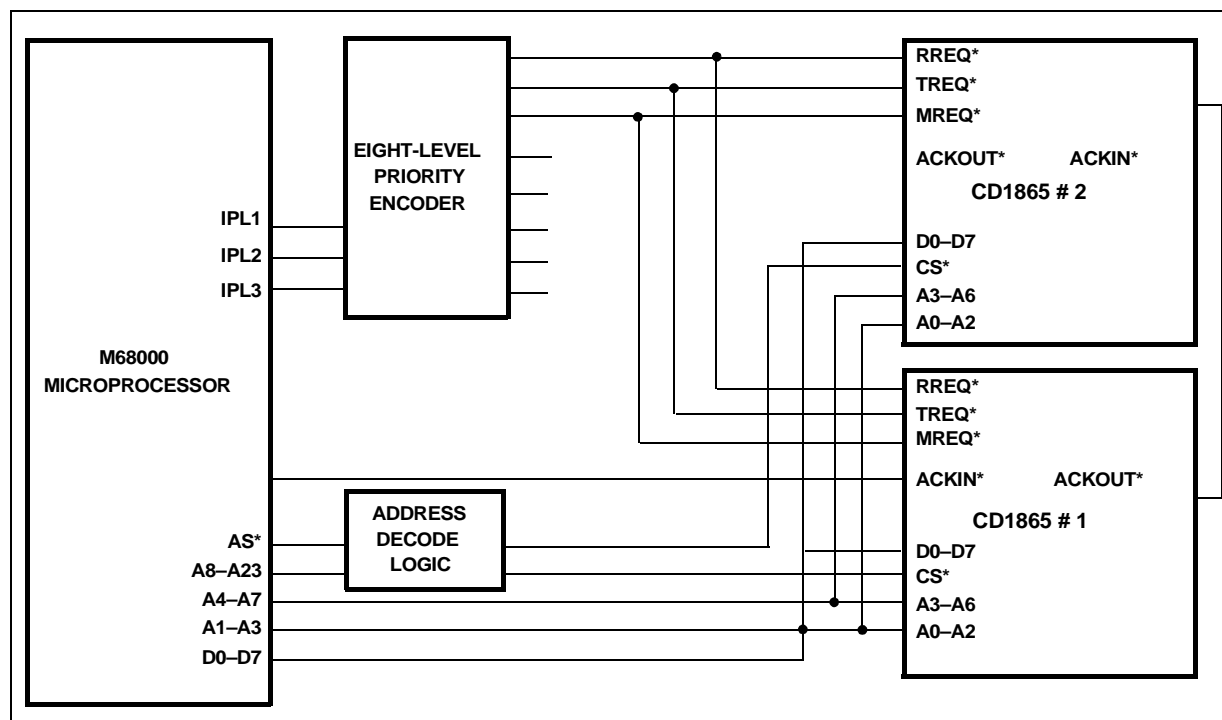 M68000
MICROPROCESSOR
IPL1
IPL2
IPL3
AS*
A8–A23
A4–A7
A1–A3
D0–D7
EIGHT-LEVEL
PRIORITY
ENCODER
ADDRESS
DECODE
LOGIC
RREQ*
TREQ*
MREQ*
ACKOUT* ACKIN*
CD1865 # 2
D0–D7
CS*
A3–A6
A0–A2
RREQ*
TREQ*
MREQ*
ACKIN* ACKOUT*
CD1865 # 1
D0–D7
CS*
A3–A6
A0–A2